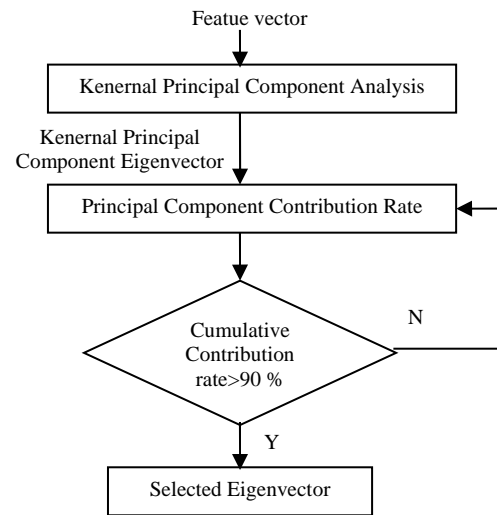 Featue vector
Kenernal Principal Component Analysis
Kenernal Principal
Component Eigenvector
Principal Component Contribution Rate
Cumulative
Contribution
rate>90 %
N
Y
Selected Eigenvector